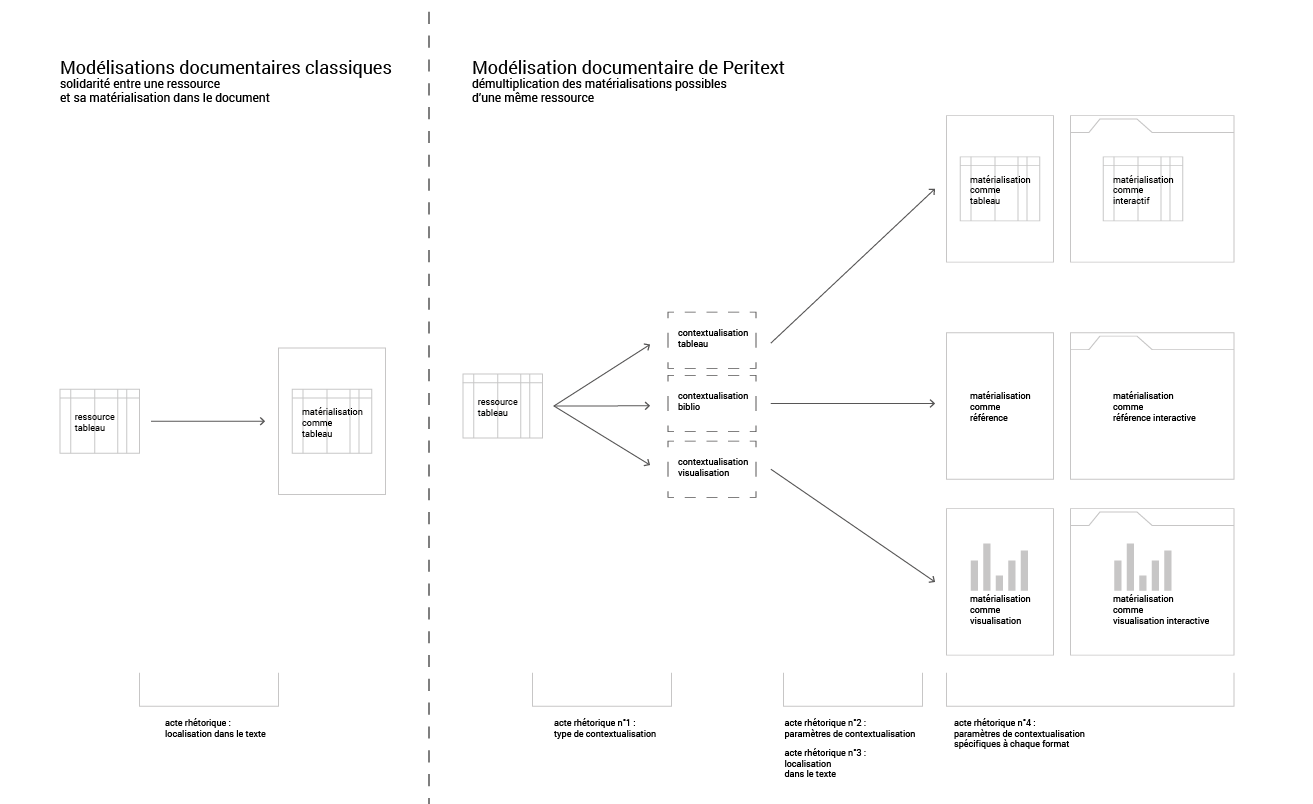 Modélisations documentaires classiques
solidarité entre une ressource
et sa matérialisation dans le document
ressource
tableau
matérialisation
comme
tableau
acte rhétorique :
localisation dans le texte
Modélisation documentaire de Peritext
démultiplication des matérialisations possibles
d'une même ressource
ressource
tableau
contextualisation
tableau
contextualisation
biblio
contextualisation
visualisation
matérialisation
comme
tableau
matérialisation
comme
interactif
matérialisation
comme
référence
matérialisation
comme
référence interactive
matérialisation
comme
visualisation
matérialisation
comme
visualisation interactive
acte rhétorique n°1 :
type de contextualisation
acte rhétorique n°2 :
paramètres de contextualisation
acte rhétorique n°3 :
localisation
dans le texte
acte rhétorique n°4 :
paramètres de contextualisation
spécifiques à chaque format